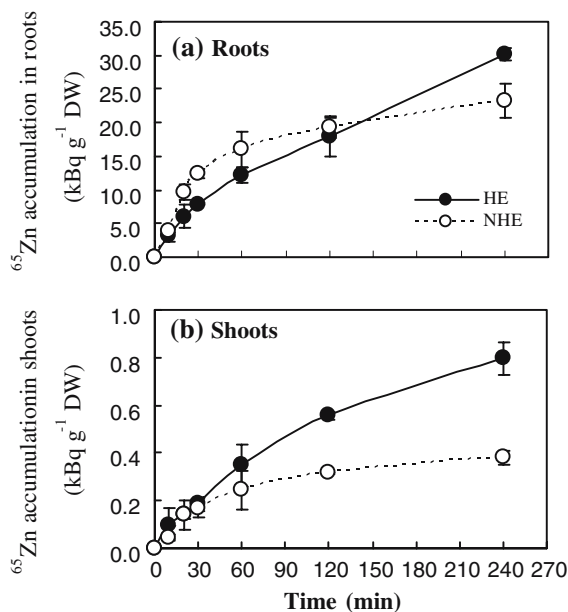 (a) Roots
⁶⁵Zn accumulation in roots
(kBq g⁻¹ DW)
35.0
30.0
25.0
20.0
15.0
10.0
5.0
0.0
HE
NHE
(b) Shoots
⁶⁵Zn accumulationin shoots
(kBq g⁻¹ DW)
1.0
0.8
0.6
0.4
0.2
0.0
0 30 60 90 120 150 180 210 240 270
Time (min)